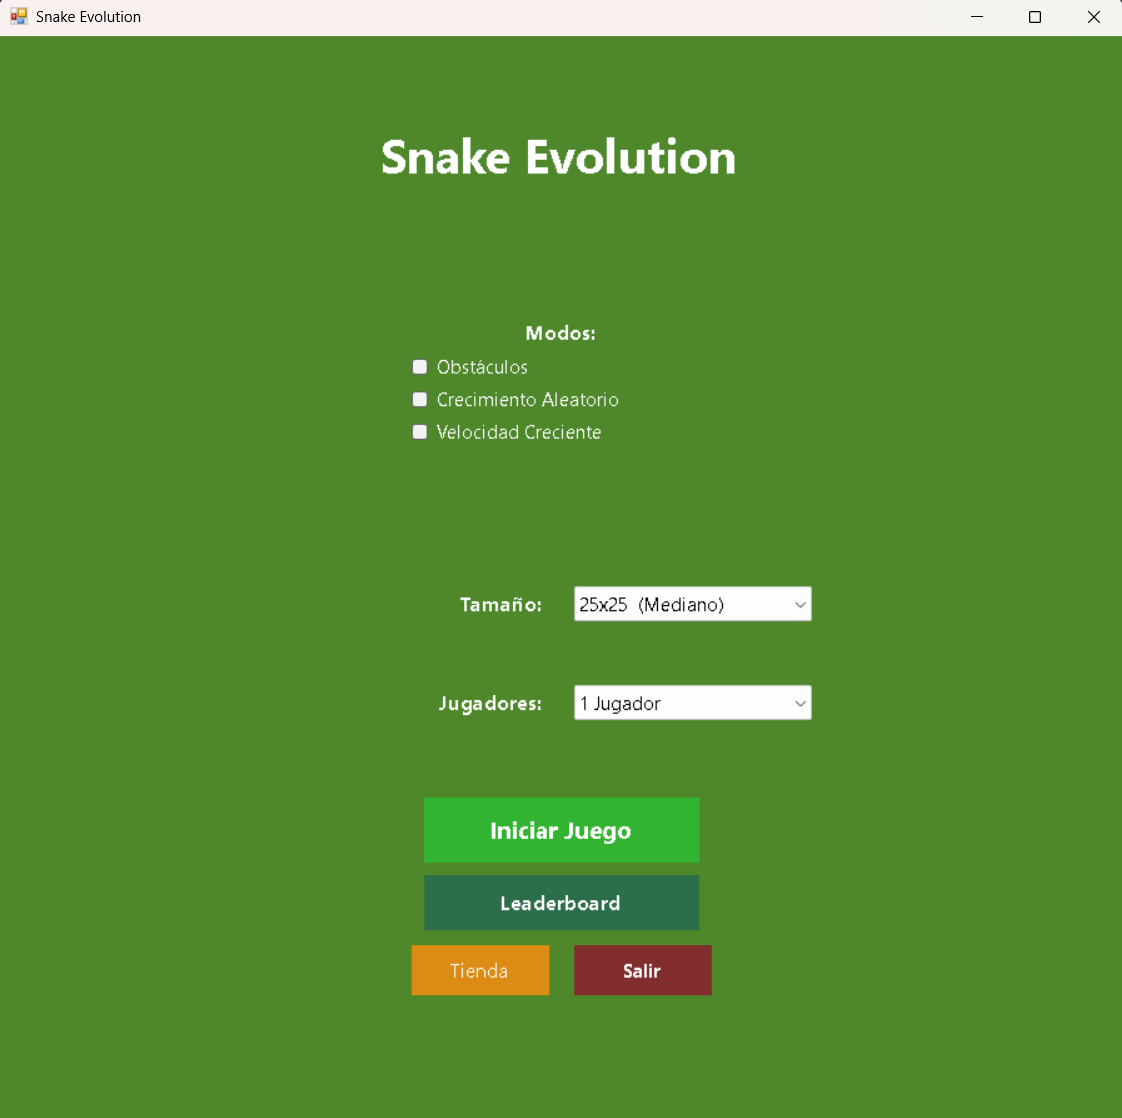 Snake Evolution
Snake Evolution
Modos:
Obstáculos
Crecimiento Aleatorio
Velocidad Creciente
Tamaño: 25x25 (Mediano)
Jugadores: 1 Jugador
Iniciar Juego
Leaderboard
Tienda Salir